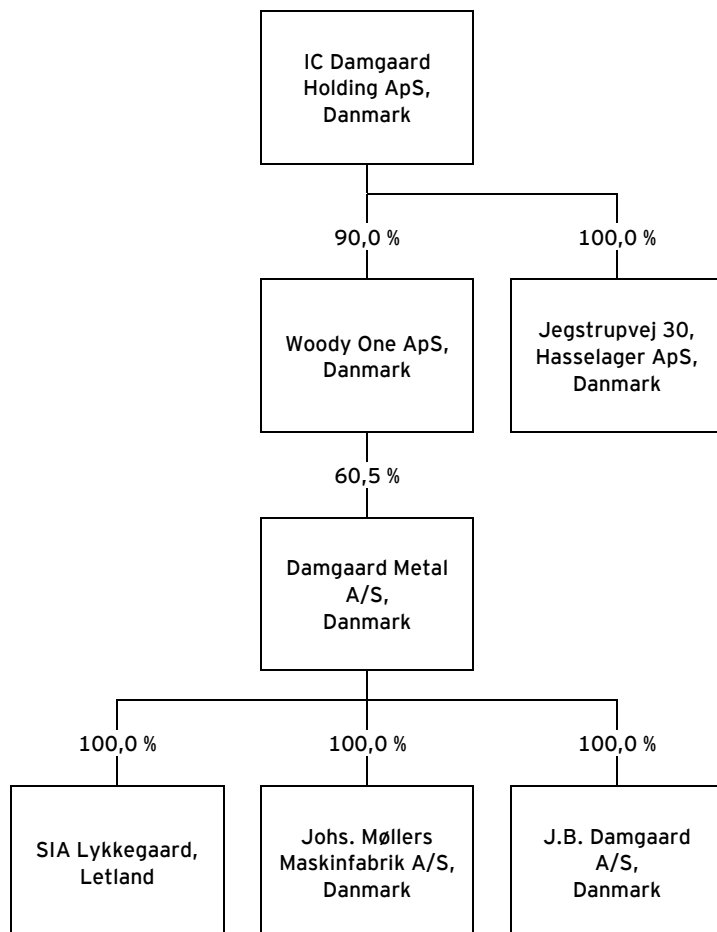 IC Damgaard
Holding ApS,
Danmark
90,0 %
100,0 %
Woody One ApS,
Danmark
Jegstrupvej 30,
Hasselager ApS,
Danmark
60,5 %
Damgaard Metal
A/S,
Danmark
100,0 %
100,0 %
100,0 %
SIA Lykkegaard,
Letland
Johs. Møllers
Maskinfabrik A/S,
Danmark
J.B. Damgaard
A/S,
Danmark